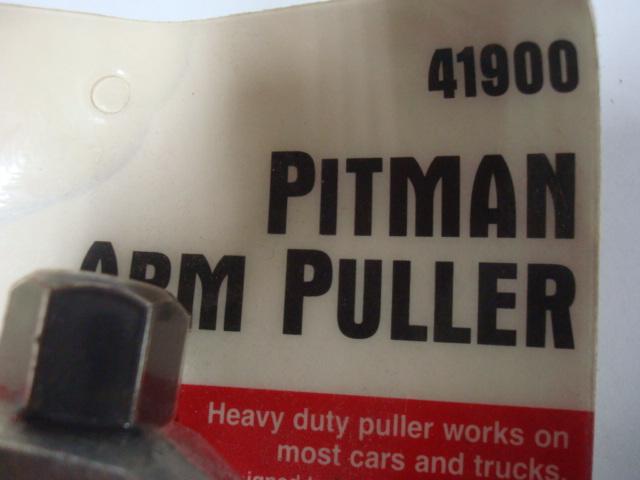 41900
PITMAN
ARM PULLER
Heavy duty puller works on
most cars and trucks.